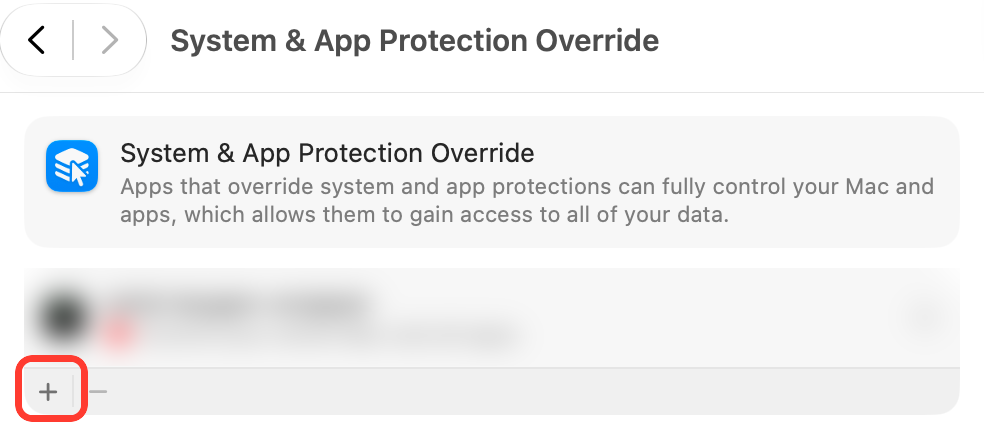 System & App Protection Override
System & App Protection Override
Apps that override system and app protections can fully control your Mac and
apps, which allows them to gain access to all of your data.